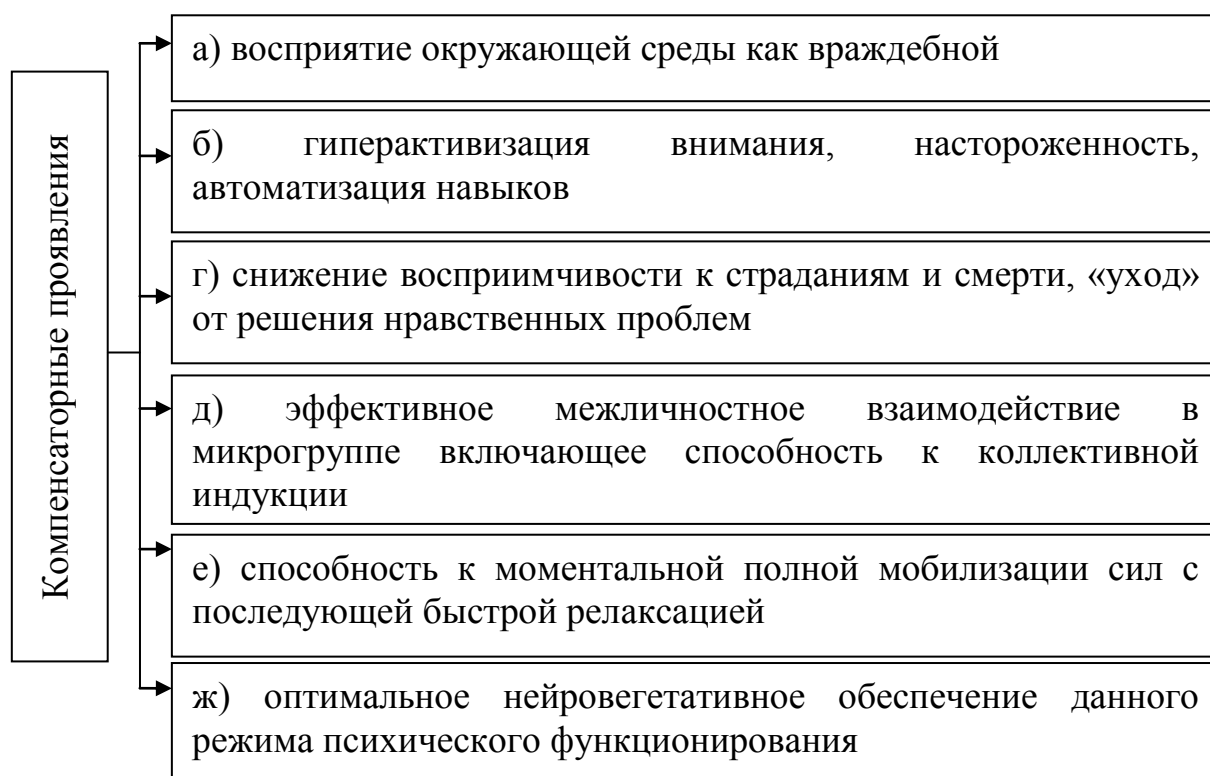 Компенсаторные проявления
а) восприятие окружающей среды как враждебной
б) гиперактивизация внимания, настороженность,
автоматизация навыков
г) снижение восприимчивости к страданиям и смерти, «уход»
от решения нравственных проблем
д) эффективное межличностное взаимодействие в
микрогруппе включающее способность к коллективной
индукции
е) способность к моментальной полной мобилизации сил с
последующей быстрой релаксацией
ж) оптимальное нейровегетативное обеспечение данного
режима психического функционирования